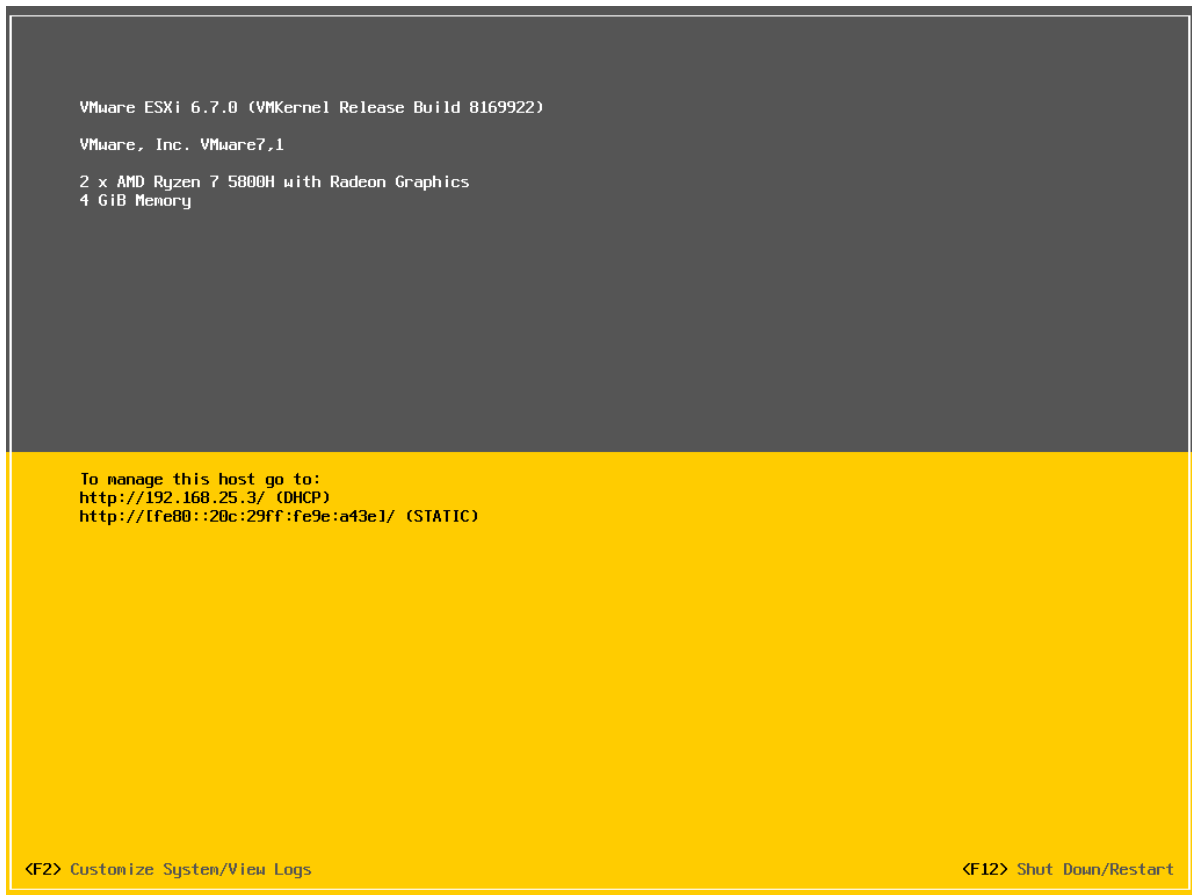 VMware ESXi 6.7.0 (VMKernel Release Build 8169922)
VMware, Inc. VMware7,1
2 x AMD Ryzen 7 5800H with Radeon Graphics
4 GiB Memory
To manage this host go to:
http://192.168.25.3/ (DHCP)
http://[fe80::20c:29ff:fe9e:a43e]/ (STATIC)
<F2> Customize System/View Logs
<F12> Shut Down/Restart